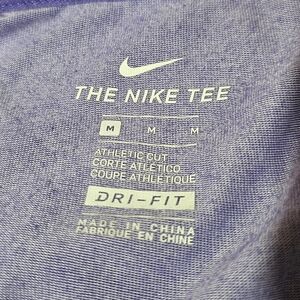 THE NIKE TEE
M M M
ATHLETIC CUT
CORTE ATLÉTICO
COUPE ATHLÉTIQUE
DRI-FIT
MADE IN CHINA
FABRIQUÉ EN CHINE